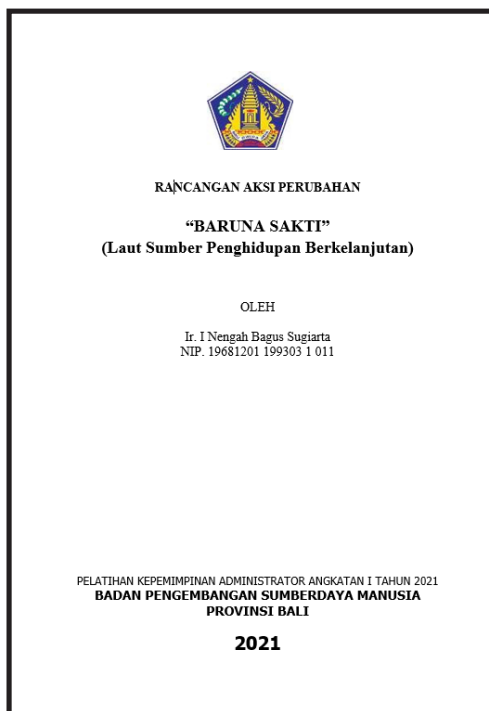 RANCANGAN AKSI PERUBAHAN
“BARUNA SAKTI”
(Laut Sumber Penghidupan Berkelanjutan)
OLEH
Ir. I Nengah Bagus Sugiarta
NIP. 19681201 199303 1 011
PELATIHAN KEPEMIMPINAN ADMINISTRATOR ANGKATAN I TAHUN 2021
BADAN PENGEMBANGAN SUMBERDAYA MANUSIA
PROVINSI BALI
2021